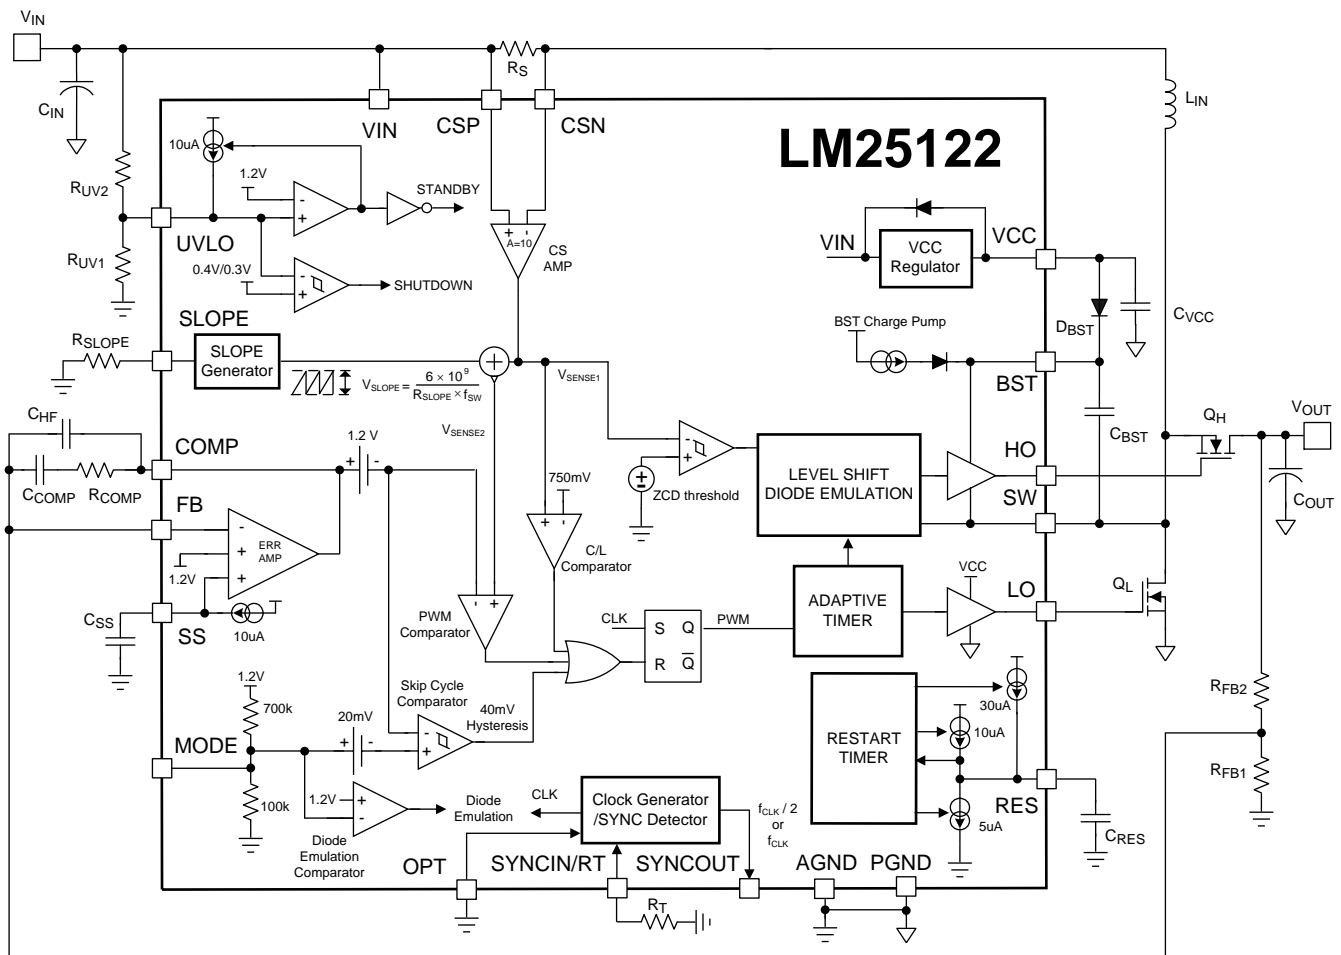 VIN
RS
CIN
LIN
VIN
CSP
CSN
LM25122
10uA
1.2V
STANDBY
RUV2
UVLO
RUV1
0.4V/0.3V
SHUTDOWN
+ -
A=10
CS
AMP
VIN
VCC
Regulator
VCC
CVCC
DBST
BST Charge Pump
BST
CBST
SLOPE
RSLOPE
SLOPE
Generator
VSLOPE = 6 × 10^9 / RSLOPE × fSW
VSENSE1
VSENSE2
CHF
COMP
CCOMP
RCOMP
1.2 V
+ -
FB
ERR
AMP
1.2V
CSS
SS
10uA
750mV
C/L
Comparator
PWM
Comparator
ZCD threshold
LEVEL SHIFT
DIODE EMULATION
HO
SW
QH
VOUT
COUT
ADAPTIVE
TIMER
VCC
LO
QL
CLK
S Q
R Q̅
PWM
1.2V
700k
20mV
+ -
Skip Cycle
Comparator
40mV
Hysteresis
MODE
100k
1.2V
Diode
Emulation
Comparator
Diode
Emulation
CLK
Clock Generator
/SYNC Detector
fCLK / 2
or
fCLK
RESTART
TIMER
30uA
10uA
5uA
RES
CRES
RFB2
RFB1
OPT
SYNCIN/RT
SYNCOUT
AGND
PGND
RT